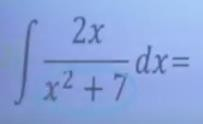 ∫ 2x / (x² + 7) dx=